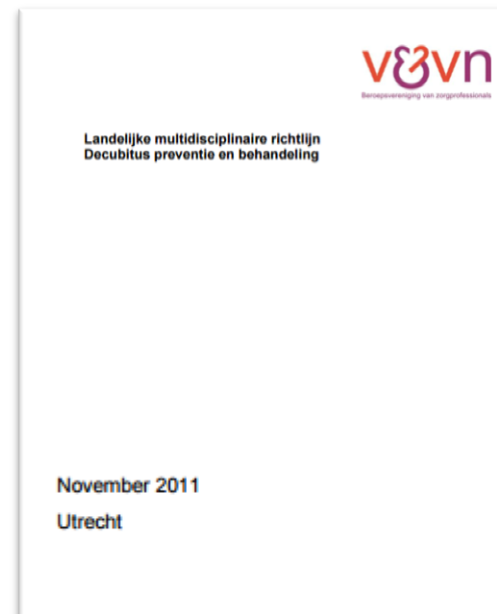 v&vn
Beroepsvereniging van zorgprofessionals
Landelijke multidisciplinaire richtlijn
Decubitus preventie en behandeling
November 2011
Utrecht